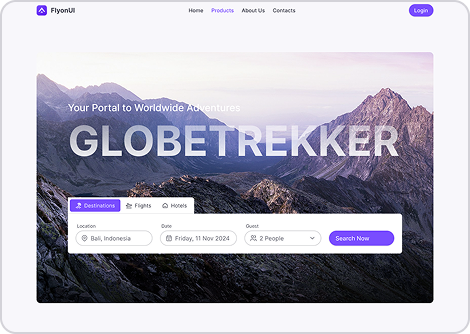 FlyonUI
Home Products About Us Contacts
Login
Your Portal to Worldwide Adventures
GLOBETREKKER
Destinations Flights Hotels
Location Date Guest
Bali, Indonesia Friday, 11 Nov 2024 2 People Search Now